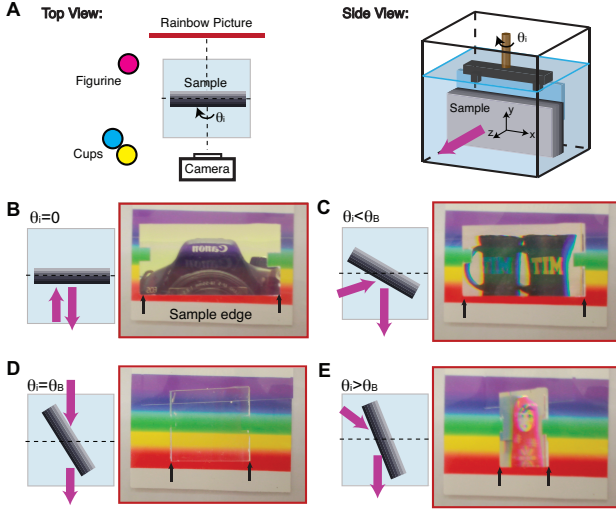 A
Top View:
Side View:
Rainbow Picture
θi
Figurine
Sample
θi
Sample
y
z
x
Cups
Camera
B
θi=0
Canon
Sample edge
C
θi<θB
TIM
TIM
D
θi=θB
E
θi>θB